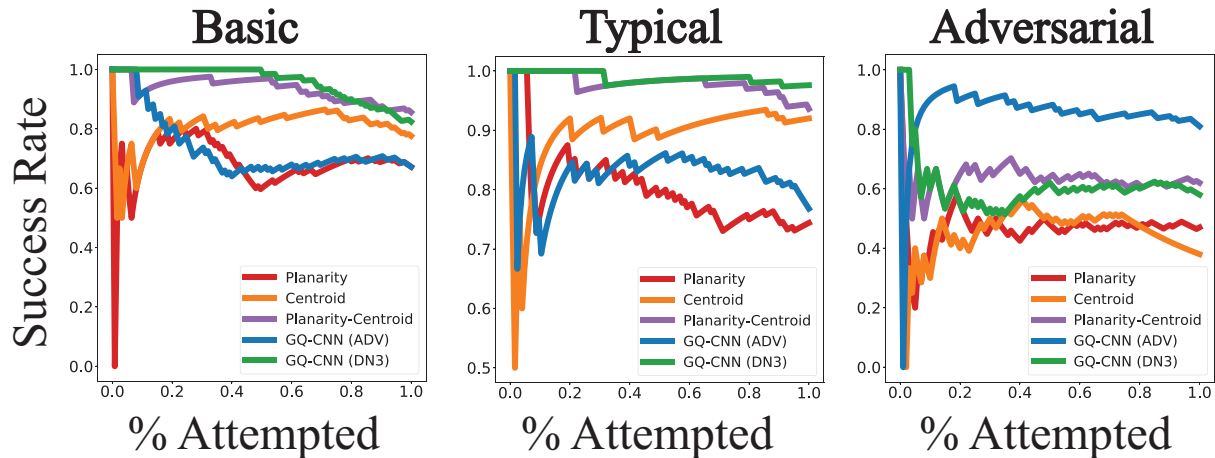 Basic
Typical
Adversarial
Success Rate
1.0
0.8
0.6
0.4
0.2
0.0
Planarity
Centroid
Planarity-Centroid
GQ-CNN (ADV)
GQ-CNN (DN3)
0.0 0.2 0.4 0.6 0.8 1.0
% Attempted
1.0
0.9
0.8
0.7
0.6
0.5
Planarity
Centroid
Planarity-Centroid
GQ-CNN (ADV)
GQ-CNN (DN3)
0.0 0.2 0.4 0.6 0.8 1.0
% Attempted
1.0
0.8
0.6
0.4
0.2
0.0
Planarity
Centroid
Planarity-Centroid
GQ-CNN (ADV)
GQ-CNN (DN3)
0.0 0.2 0.4 0.6 0.8 1.0
% Attempted